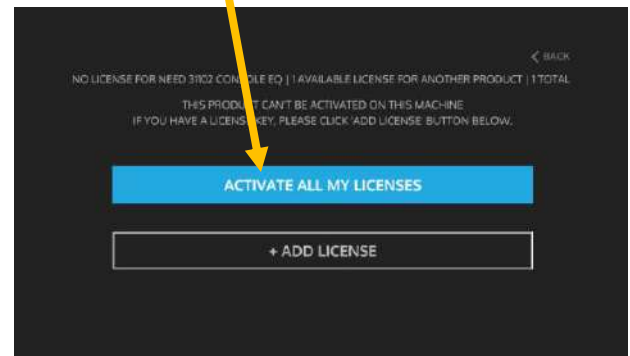 < BACK
NO LICENSE FOR NEED 31102 CONSOLE EQ | 1 AVAILABLE LICENSE FOR ANOTHER PRODUCT | 1 TOTAL
THIS PRODUCT CAN'T BE ACTIVATED ON THIS MACHINE
IF YOU HAVE A LICENSE KEY, PLEASE CLICK 'ADD LICENSE' BUTTON BELOW.
ACTIVATE ALL MY LICENSES
+ ADD LICENSE